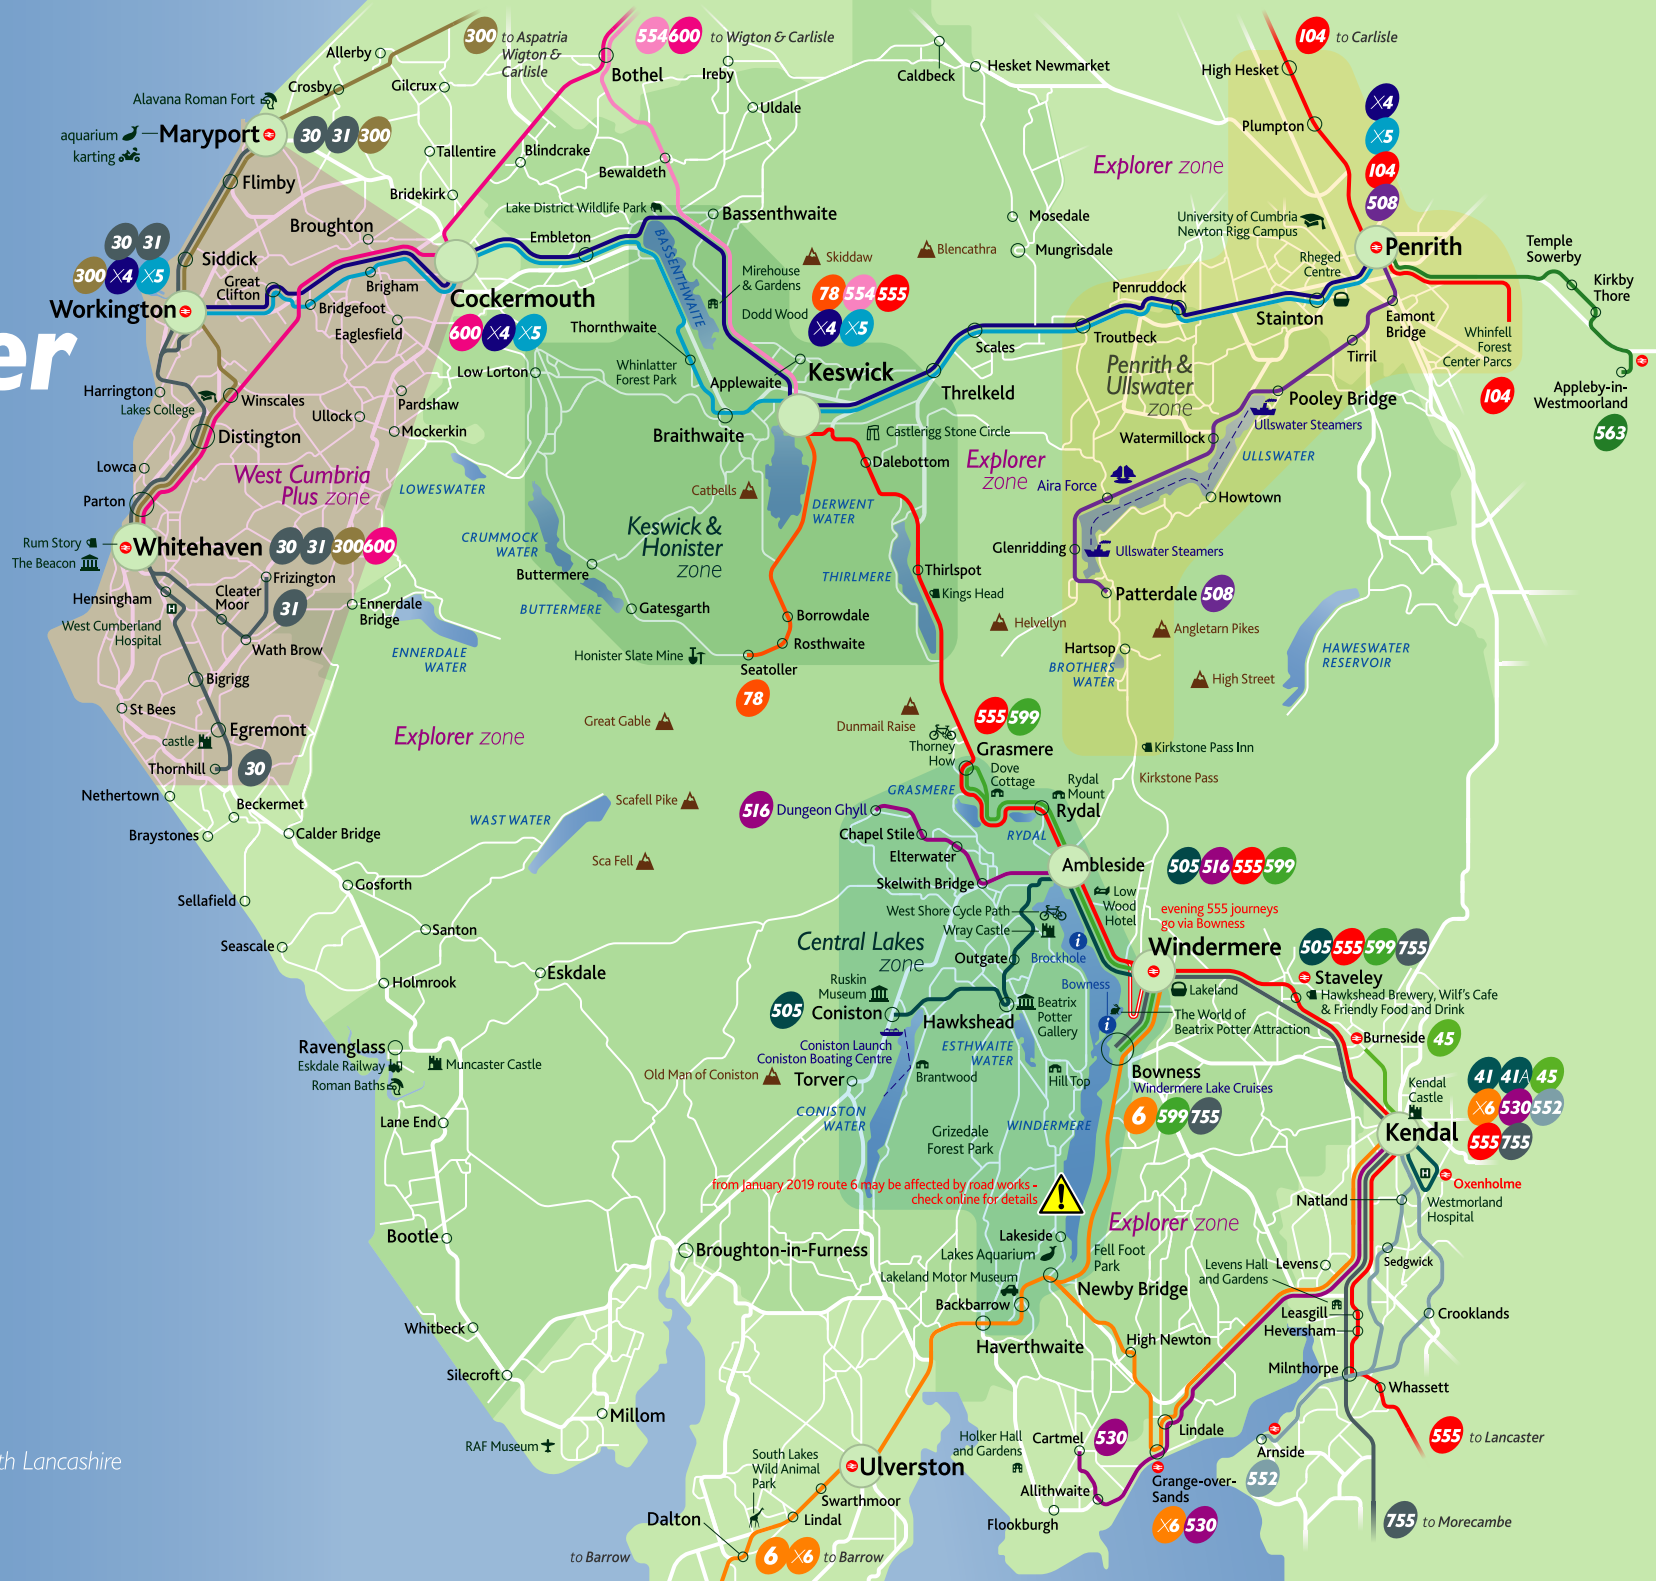 300 to Aspatria
Wigton &
Carlisle
554 600 to Wigton & Carlisle
104 to Carlisle
Allerby
Bothel
Ireby
Caldbeck
Hesket Newmarket
High Hesket
Crosby
Gilcrux
Uldale
Alavana Roman Fort
aquarium
Maryport
30 31 300
karting
Tallentire
Blindcrake
Bewaldeth
Plumpton
X4
X5
104
508
Explorer zone
Flimby
Bridekirk
Lake District Wildlife Park
Bassenthwaite
Mosedale
University of Cumbria
Newton Rigg Campus
Broughton
Embleton
BASSENTHWAITE
Skiddaw
Blencathra
Mungrisdale
Rheged
Centre
Penrith
Temple
Sowerby
30 31
300 X4 X5
Siddick
Great
Clifton
Brigham
Mirehouse
& Gardens
Dodd Wood
78 554 555
X4 X5
Penruddock
Kirkby
Thore
Workington
Bridgefoot
Cockermouth
600 X4 X5
Eaglesfield
Thornthwaite
Scales
Troutbeck
Stainton
Eamont
Bridge
Whinfell
Forest
Center Parcs
er
Whinlatter
Forest Park
Low Lorton
Applewaite
Keswick
Threlkeld
Penrith &
Ullswater
zone
Tirril
104
Appleby-in-
Westmoorland
563
Harrington
Lakes College
Winscales
Ullock
Pardshaw
Mockerkin
Distington
Braithwaite
Castlerigg Stone Circle
Pooley Bridge
Ullswater Steamers
Watermillock
ULLSWATER
Lowca
West Cumbria
Plus zone
LOWESWATER
Dalebottom
Explorer
zone
Aira Force
Howtown
Parton
Catbells
DERWENT
WATER
Rum Story
Whitehaven
30 31 300 600
The Beacon
CRUMMOCK
WATER
Keswick &
Honister
zone
Glenridding
Ullswater Steamers
Hensingham
Cleater
Moor
Frizington
31
Ennerdale
Bridge
Buttermere
BUTTERMERE
Gatesgarth
THIRLMERE
Thirlspot
Kings Head
Patterdale 508
West Cumberland
Hospital
Wath Brow
ENNERDALE
WATER
Borrowdale
Rosthwaite
Helvellyn
Angletarn Pikes
HAWESWATER
RESERVOIR
Honister Slate Mine
Seatoller
78
Hartsop
BROTHERS
WATER
High Street
Bigrigg
St Bees
Egremont
castle
Explorer zone
Great Gable
Dunmail Raise
555 599
Thorney
How
Grasmere
Kirkstone Pass Inn
Thornhill
30
Dove
Cottage
Rydal
Mount
Kirkstone Pass
Nethertown
Beckermet
Scafell Pike
GRASMERE
516 Dungeon Ghyll
Rydal
Braystones
Calder Bridge
WAST WATER
Chapel Stile
RYDAL
Elterwater
Sca Fell
Ambleside
505 516 555 599
Gosforth
Skelwith Bridge
Low
Wood
Hotel
Sellafield
West Shore Cycle Path
evening 555 journeys
go via Bowness
Wray Castle
Seascale
Santon
Central Lakes
zone
Outgate
Brockhole
Windermere
505 555 599 755
Holmrook
Eskdale
Ruskin
Museum
Bowness
Staveley
Lakeland
Hawkshead Brewery, Wilf's Cafe
& Friendly Food and Drink
505 Coniston
Hawkshead
Beatrix
Potter
Gallery
The World of
Beatrix Potter Attraction
Ravenglass
Eskdale Railway
Roman Baths
Muncaster Castle
Coniston Launch
Coniston Boating Centre
ESTHWAITE
WATER
Burneside 45
Old Man of Coniston
Torver
Brantwood
Hill Top
Bowness
Windermere Lake Cruises
6 599 755
Kendal
Castle
41 41A 45
X6 530 552
Kendal
555 755
Lane End
CONISTON
WATER
Grizedale
Forest Park
WINDERMERE
from January 2019 route 6 may be affected by road works -
check online for details
Oxenholme
Westmorland
Hospital
Natland
Explorer zone
Bootle
Broughton-in-Furness
Lakeside
Lakes Aquarium
Fell Foot
Park
Levens Hall
and Gardens
Levens
Sedgwick
Lakeland Motor Museum
Newby Bridge
Backbarrow
Leasgill
Heversham
Crooklands
Whitbeck
Haverthwaite
High Newton
Silecroft
Milnthorpe
Whassett
Millom
RAF Museum
Holker Hall
and Gardens
Cartmel 530
Lindale
Arnside
552
555 to Lancaster
th Lancashire
South Lakes
Wild Animal
Park
Ulverston
Grange-over-
Sands
X6 530
Allithwaite
Swarthmoor
Lindal
Flookburgh
Dalton
755 to Morecambe
to Barrow
6 X6 to Barrow